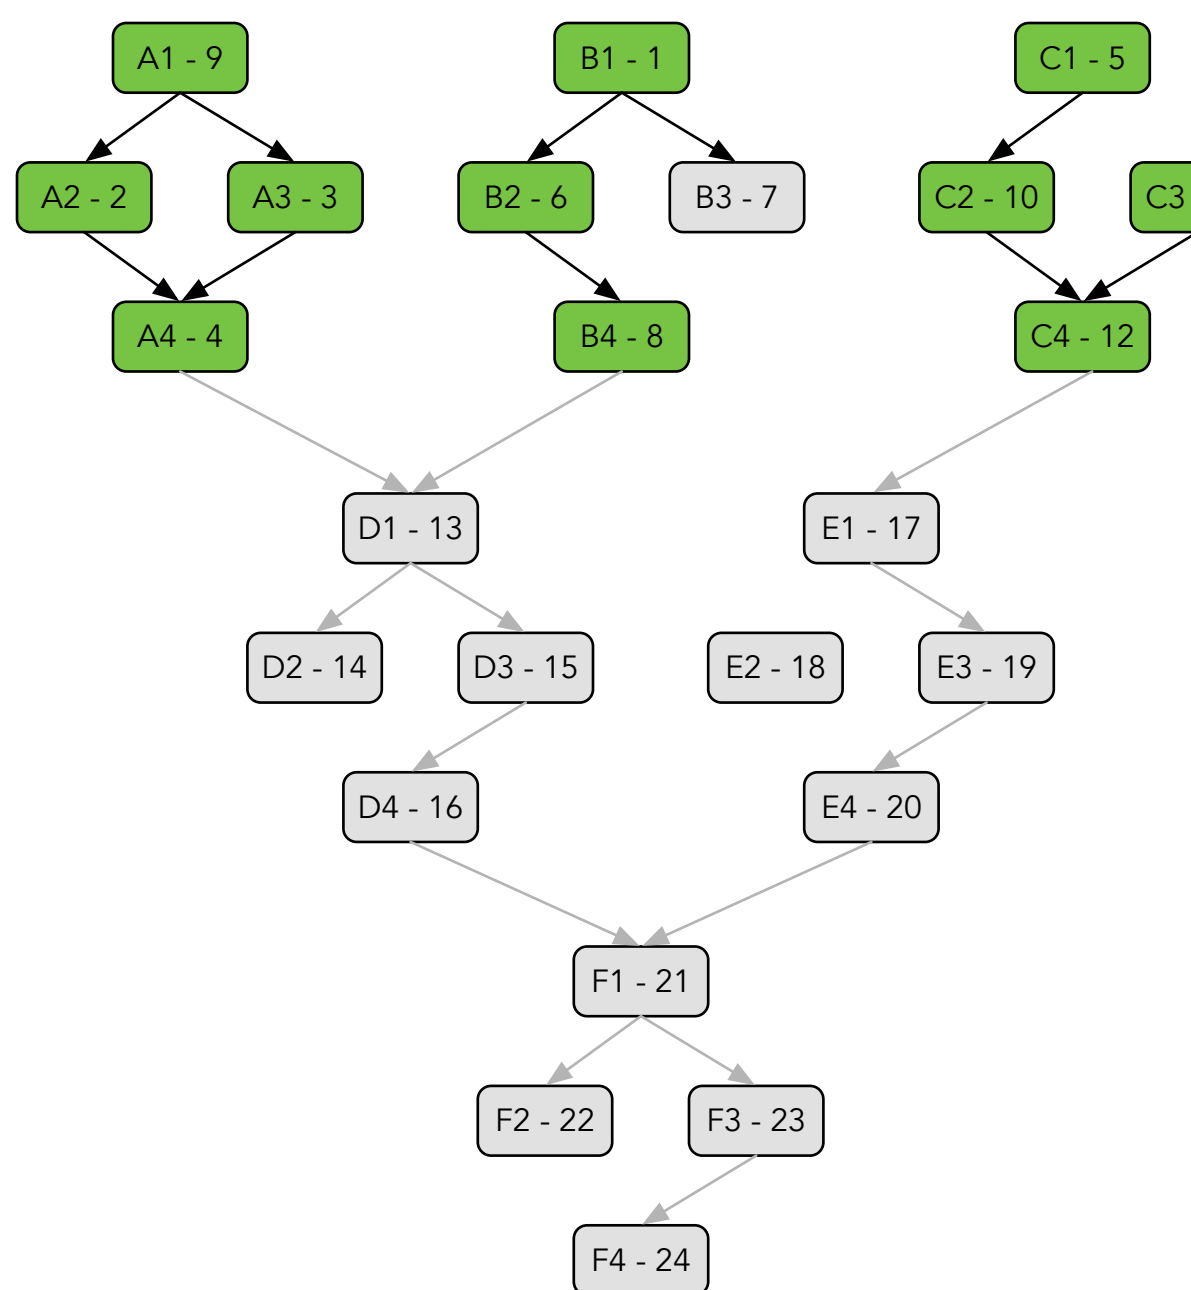 A1 - 9
B1 - 1
C1 - 5
A2 - 2
A3 - 3
B2 - 6
B3 - 7
C2 - 10
C3
A4 - 4
B4 - 8
C4 - 12
D1 - 13
E1 - 17
D2 - 14
D3 - 15
E2 - 18
E3 - 19
D4 - 16
E4 - 20
F1 - 21
F2 - 22
F3 - 23
F4 - 24